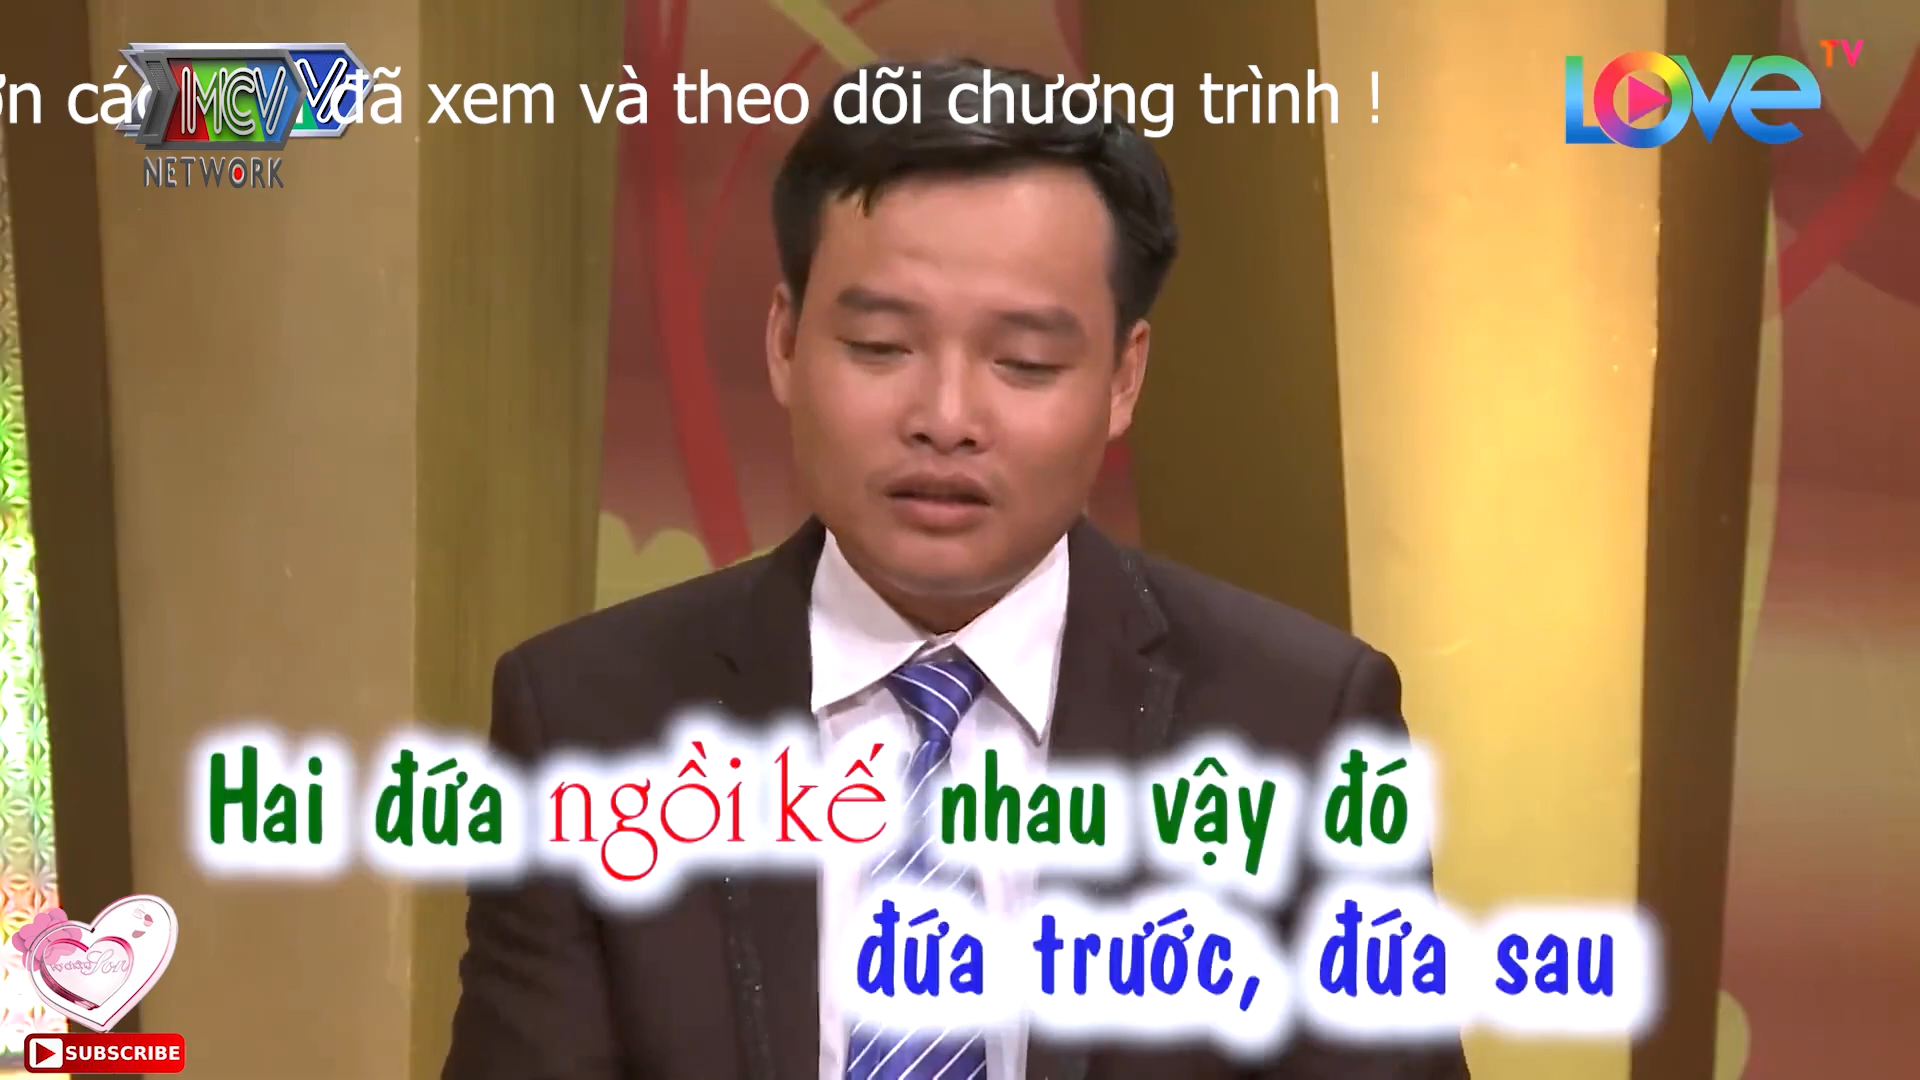 đã xem và theo dõi chương trình !
MCV
NETWORK
LOVE TV
Hai đứa ngồi kế nhau vậy đó
đứa trước, đứa sau
SUBSCRIBE